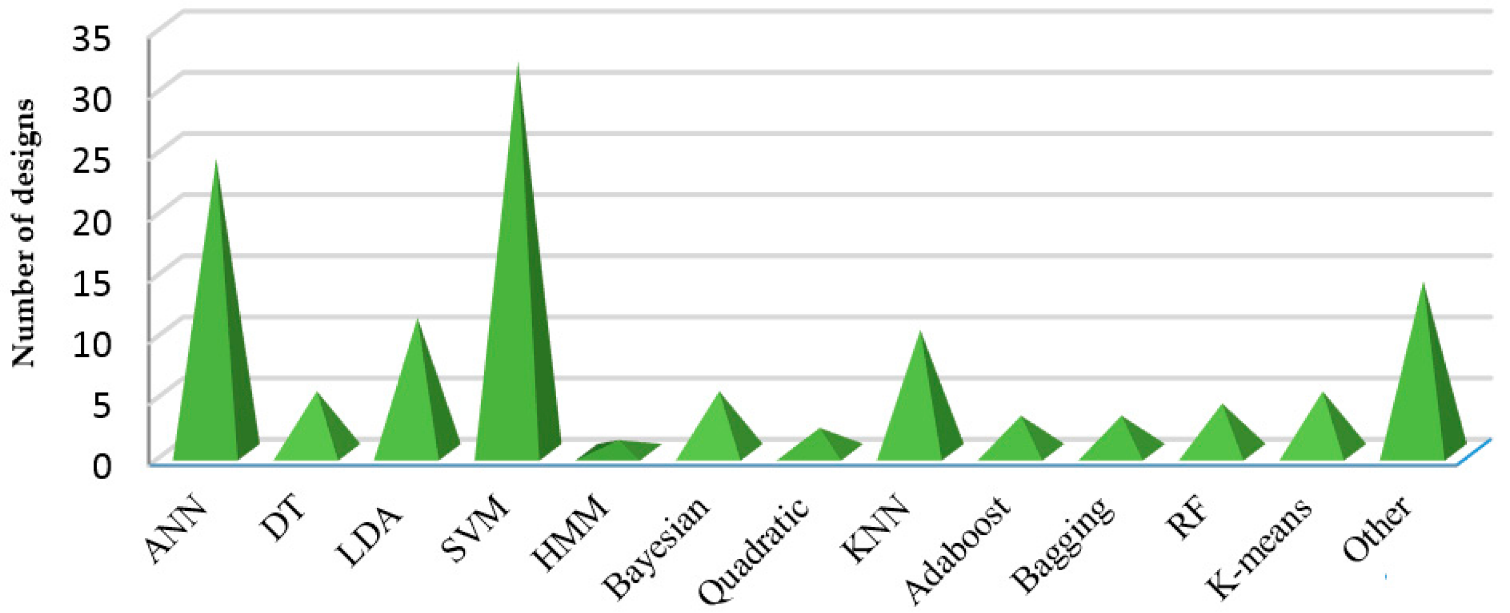 35
30
25
20
15
10
5
0
Number of designs
ANN
DT
LDA
SVM
HMM
Bayesian
Quadratic
KNN
Adaboost
Bagging
RF
K-means
Other